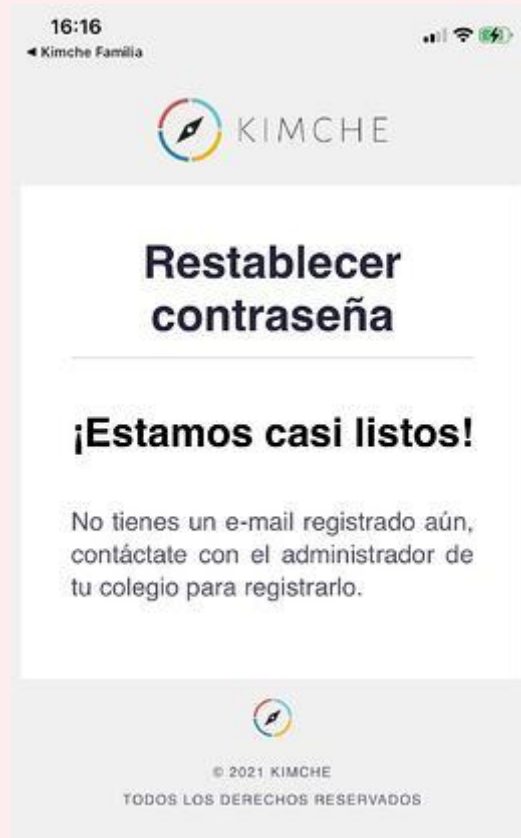 16:16
◀ Kimche Familia
KIMCHE
Restablecer
contraseña
¡Estamos casi listos!
No tienes un e-mail registrado aún,
contáctate con el administrador de
tu colegio para registrarlo.
© 2021 KIMCHE
TODOS LOS DERECHOS RESERVADOS